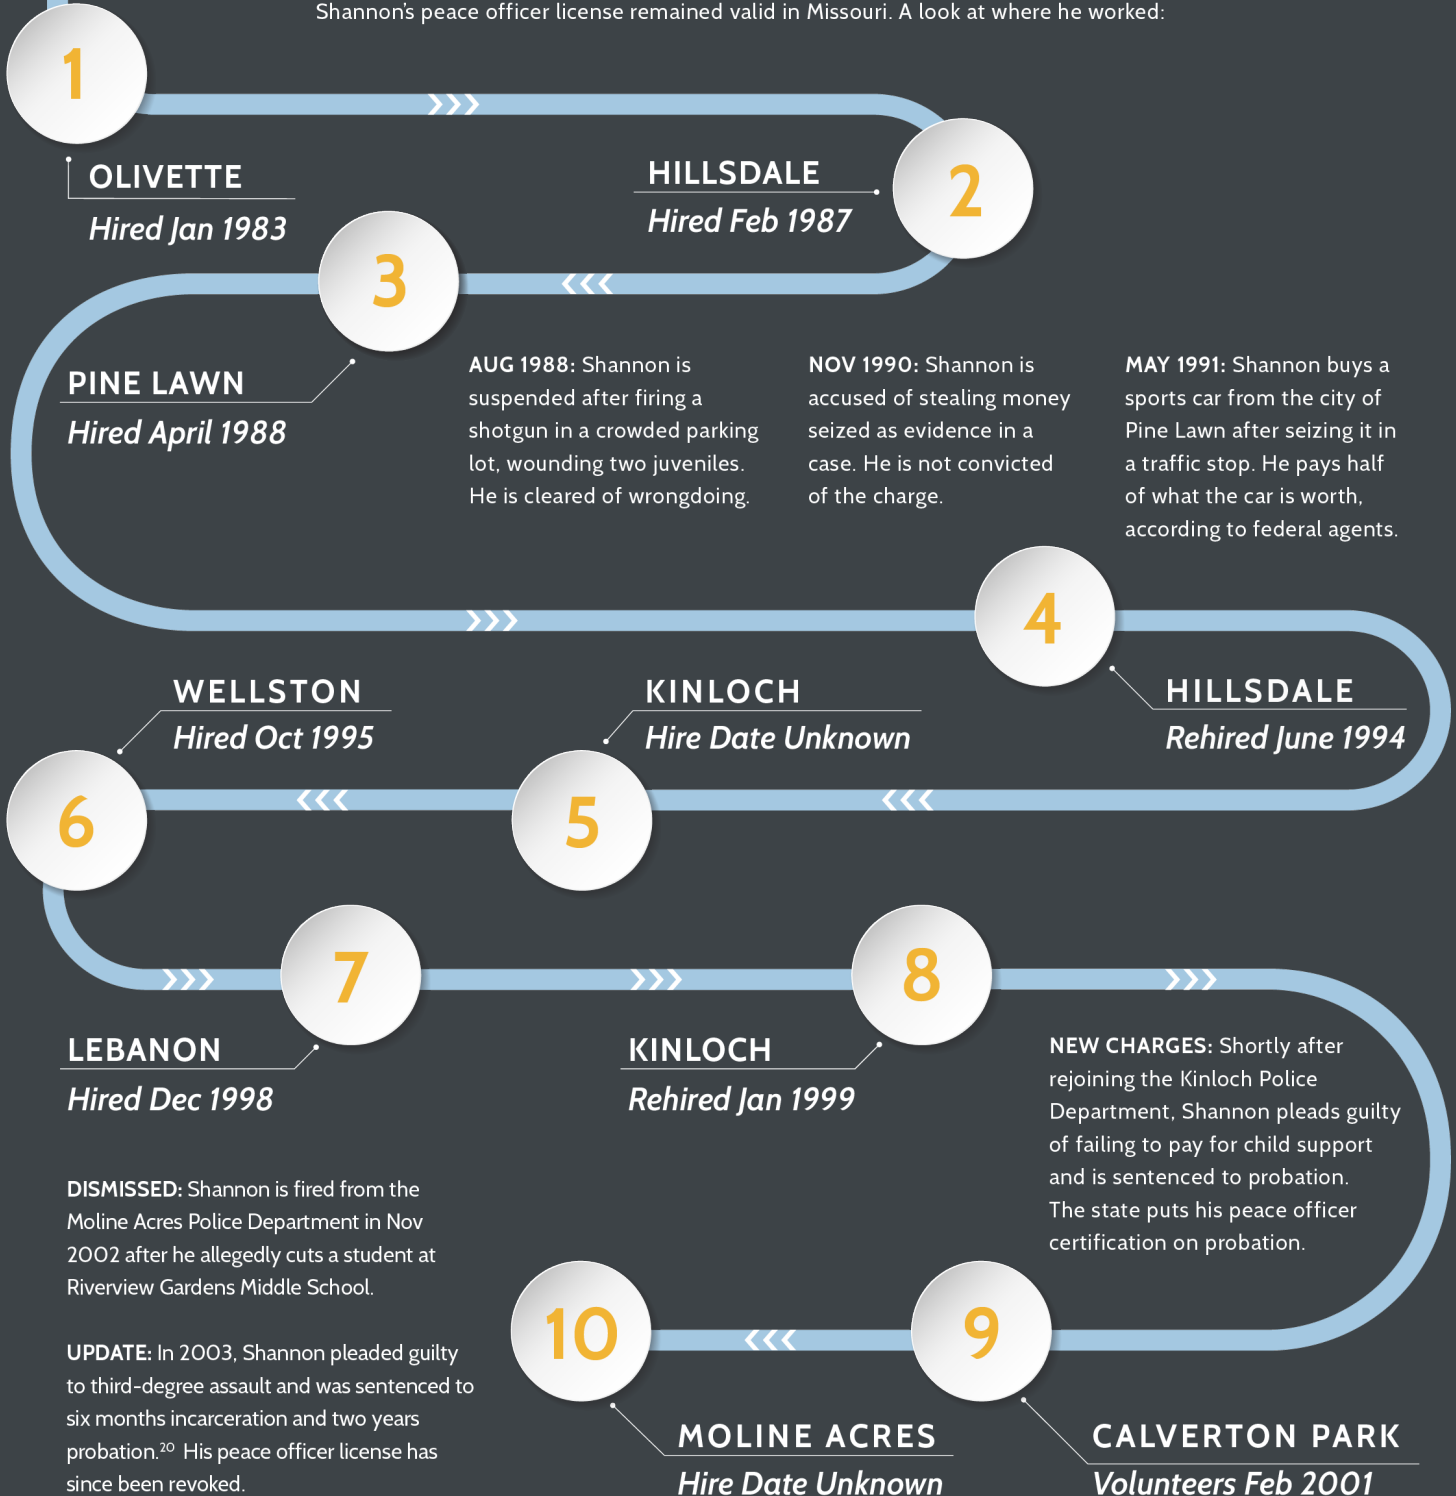 Shannon's peace officer license remained valid in Missouri. A look at where he worked:
1
OLIVETTE
Hired Jan 1983
HILLSDALE
Hired Feb 1987
2
3
PINE LAWN
Hired April 1988
AUG 1988: Shannon is
suspended after firing a
shotgun in a crowded parking
lot, wounding two juveniles.
He is cleared of wrongdoing.
NOV 1990: Shannon is
accused of stealing money
seized as evidence in a
case. He is not convicted
of the charge.
MAY 1991: Shannon buys a
sports car from the city of
Pine Lawn after seizing it in
a traffic stop. He pays half
of what the car is worth,
according to federal agents.
4
HILLSDALE
Rehired June 1994
KINLOCH
Hire Date Unknown
5
WELLSTON
Hired Oct 1995
6
7
LEBANON
Hired Dec 1998
8
KINLOCH
Rehired Jan 1999
NEW CHARGES: Shortly after
rejoining the Kinloch Police
Department, Shannon pleads guilty
of failing to pay for child support
and is sentenced to probation.
The state puts his peace officer
certification on probation.
9
CALVERTON PARK
Volunteers Feb 2001
10
MOLINE ACRES
Hire Date Unknown
DISMISSED: Shannon is fired from the
Moline Acres Police Department in Nov
2002 after he allegedly cuts a student at
Riverview Gardens Middle School.
UPDATE: In 2003, Shannon pleaded guilty
to third-degree assault and was sentenced to
six months incarceration and two years
probation.²⁰ His peace officer license has
since been revoked.